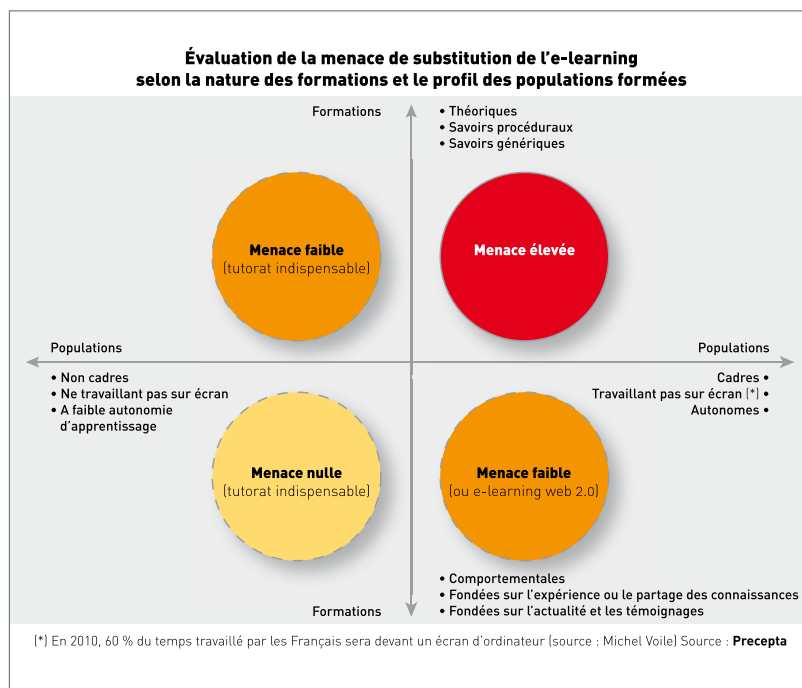 Évaluation de la menace de substitution de l'e-learning
selon la nature des formations et le profil des populations formées
Formations
• Théoriques
• Savoirs procéduraux
• Savoirs génériques
Menace faible
(tutorat indispensable)
Menace élevée
Populations
Populations
• Non cadres
• Ne travaillant pas sur écran
• A faible autonomie
d'apprentissage
Cadres •
Travaillant pas sur écran (*) •
Autonomes •
Menace nulle
(tutorat indispensable)
Menace faible
(ou e-learning web 2.0)
Formations
• Comportementales
• Fondées sur l'expérience ou le partage des connaissances
• Fondées sur l'actualité et les témoignages
(*) En 2010, 60 % du temps travaillé par les Français sera devant un écran d'ordinateur (source : Michel Voile) Source : Precepta